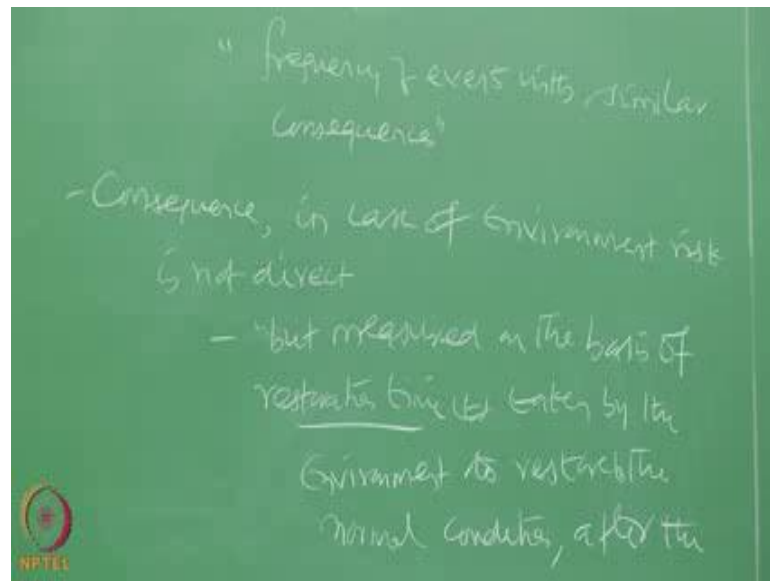 "frequency of events with similar
consequence"
- Consequence, in case of Environment risk
is not direct
- "but measured on the basis of
restoration time taken by the
Environment to restore the
normal condition, after the
NPTEL